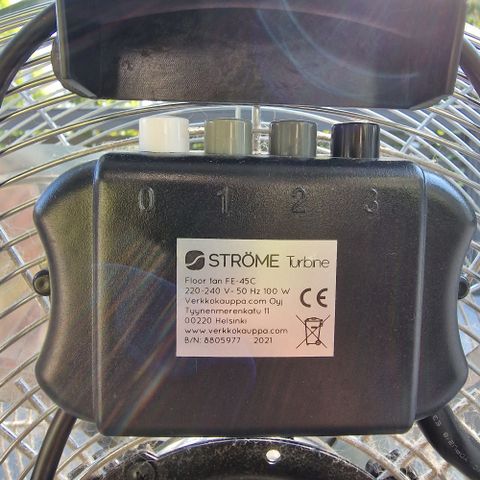 0 1 2 3
STRÖME Turbine
Floor fan FE-45C
220-240 V~ 50 Hz 100 W
Verkkokauppa.com Oyj
Tyynenmerenkatu 11
00220 Helsinki
www.verkkokauppa.com
B/N: 8805977 2021
CE